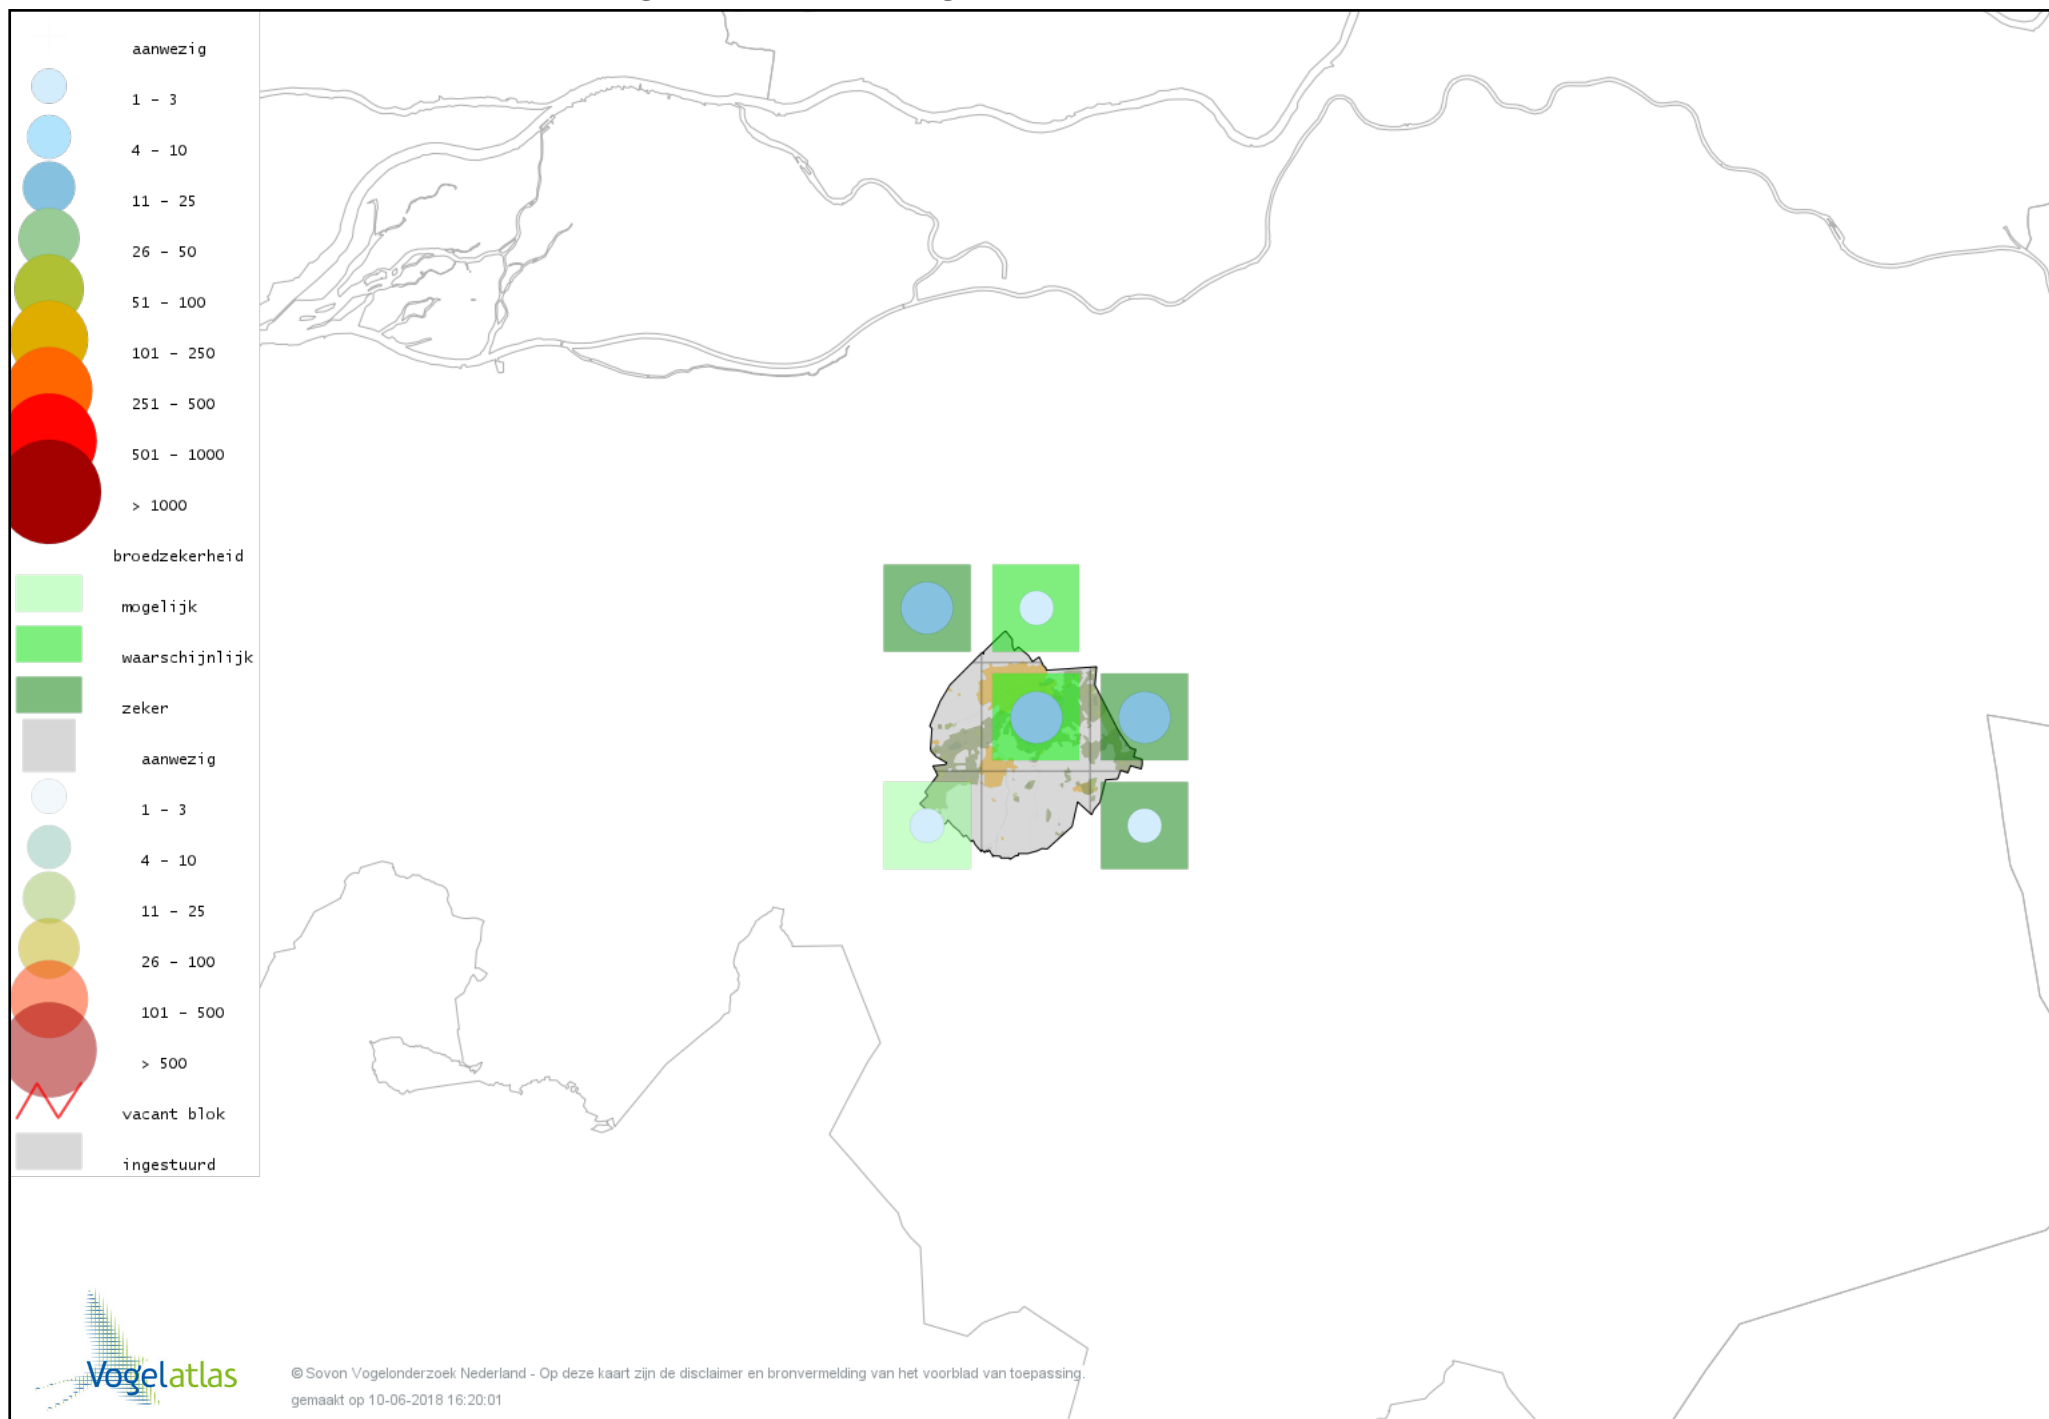 aanwezig
1 - 3
4 - 10
11 - 25
26 - 50
51 - 100
101 - 250
251 - 500
501 - 1000
> 1000
broedzekerheid
mogelijk
waarschijnlijk
zeker
aanwezig
1 - 3
4 - 10
11 - 25
26 - 100
101 - 500
> 500
vacant blok
ingestuurd
Vogelatlas
© Sovon Vogelonderzoek Nederland - Op deze kaart zijn de disclaimer en bronvermelding van het voorblad van toepassing.
gemaakt op 10-06-2018 16:20:01